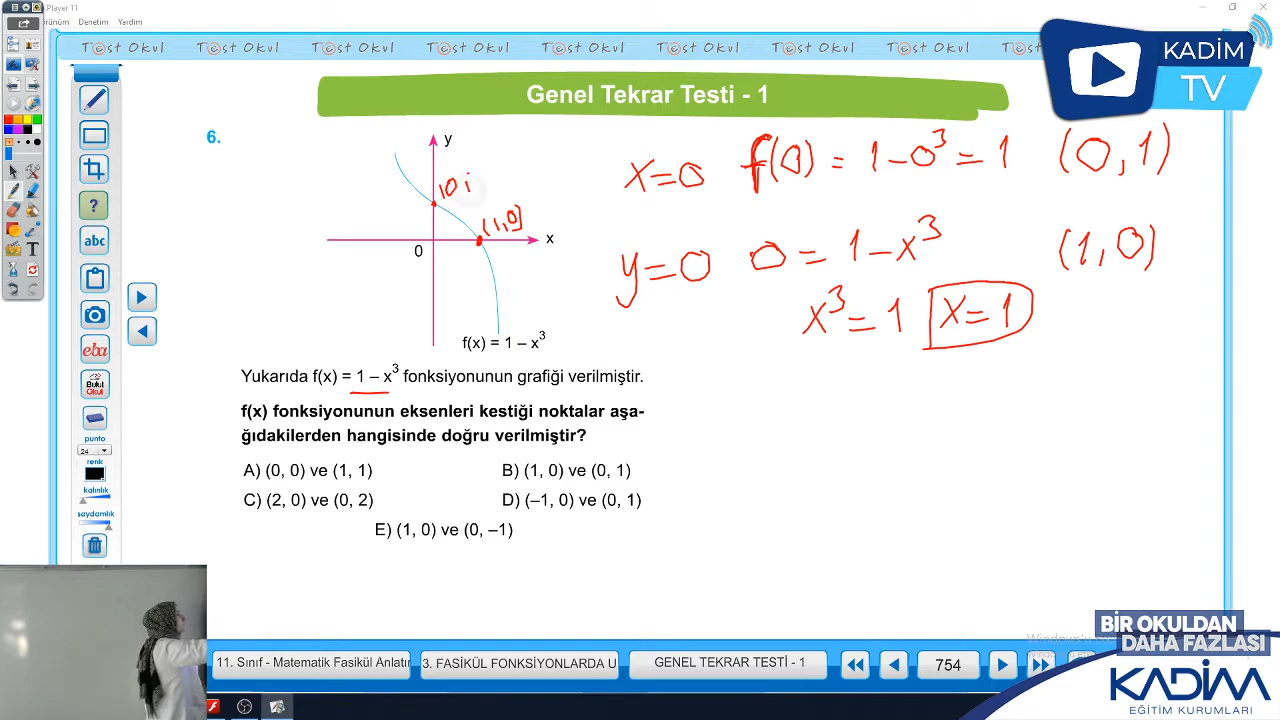 Player 11
Denetim Yardım
Test Okul Test Okul Test Okul Test Okul Test Okul Test Okul Test Okul Test Okul
KADİM
TV
Genel Tekrar Testi - 1
6.
y
x
0
(1,0)
f(x) = 1 – x³
x=0 f(0) = 1-0³ = 1 (0,1)
y=0 0 = 1-x³ (1,0)
x³=1 x=1
Yukarıda f(x) = 1 – x³ fonksiyonunun grafiği verilmiştir.
f(x) fonksiyonunun eksenleri kestiği noktalar aşa-
ğıdakilerden hangisinde doğru verilmiştir?
A) (0, 0) ve (1, 1) B) (1, 0) ve (0, 1)
C) (2, 0) ve (0, 2) D) (–1, 0) ve (0, 1)
E) (1, 0) ve (0, –1)
?
abc
T
eba
Bulut
Okul
punto
24
renk
kalınlık
saydamlık
11. Sınıf - Matematik Fasikül Anlatır
3. FASİKÜL FONKSİYONLARDA U
GENEL TEKRAR TESTİ - 1
754
BİR OKULDAN
DAHA FAZLASI
KADİM
EĞİTİM KURUMLARI